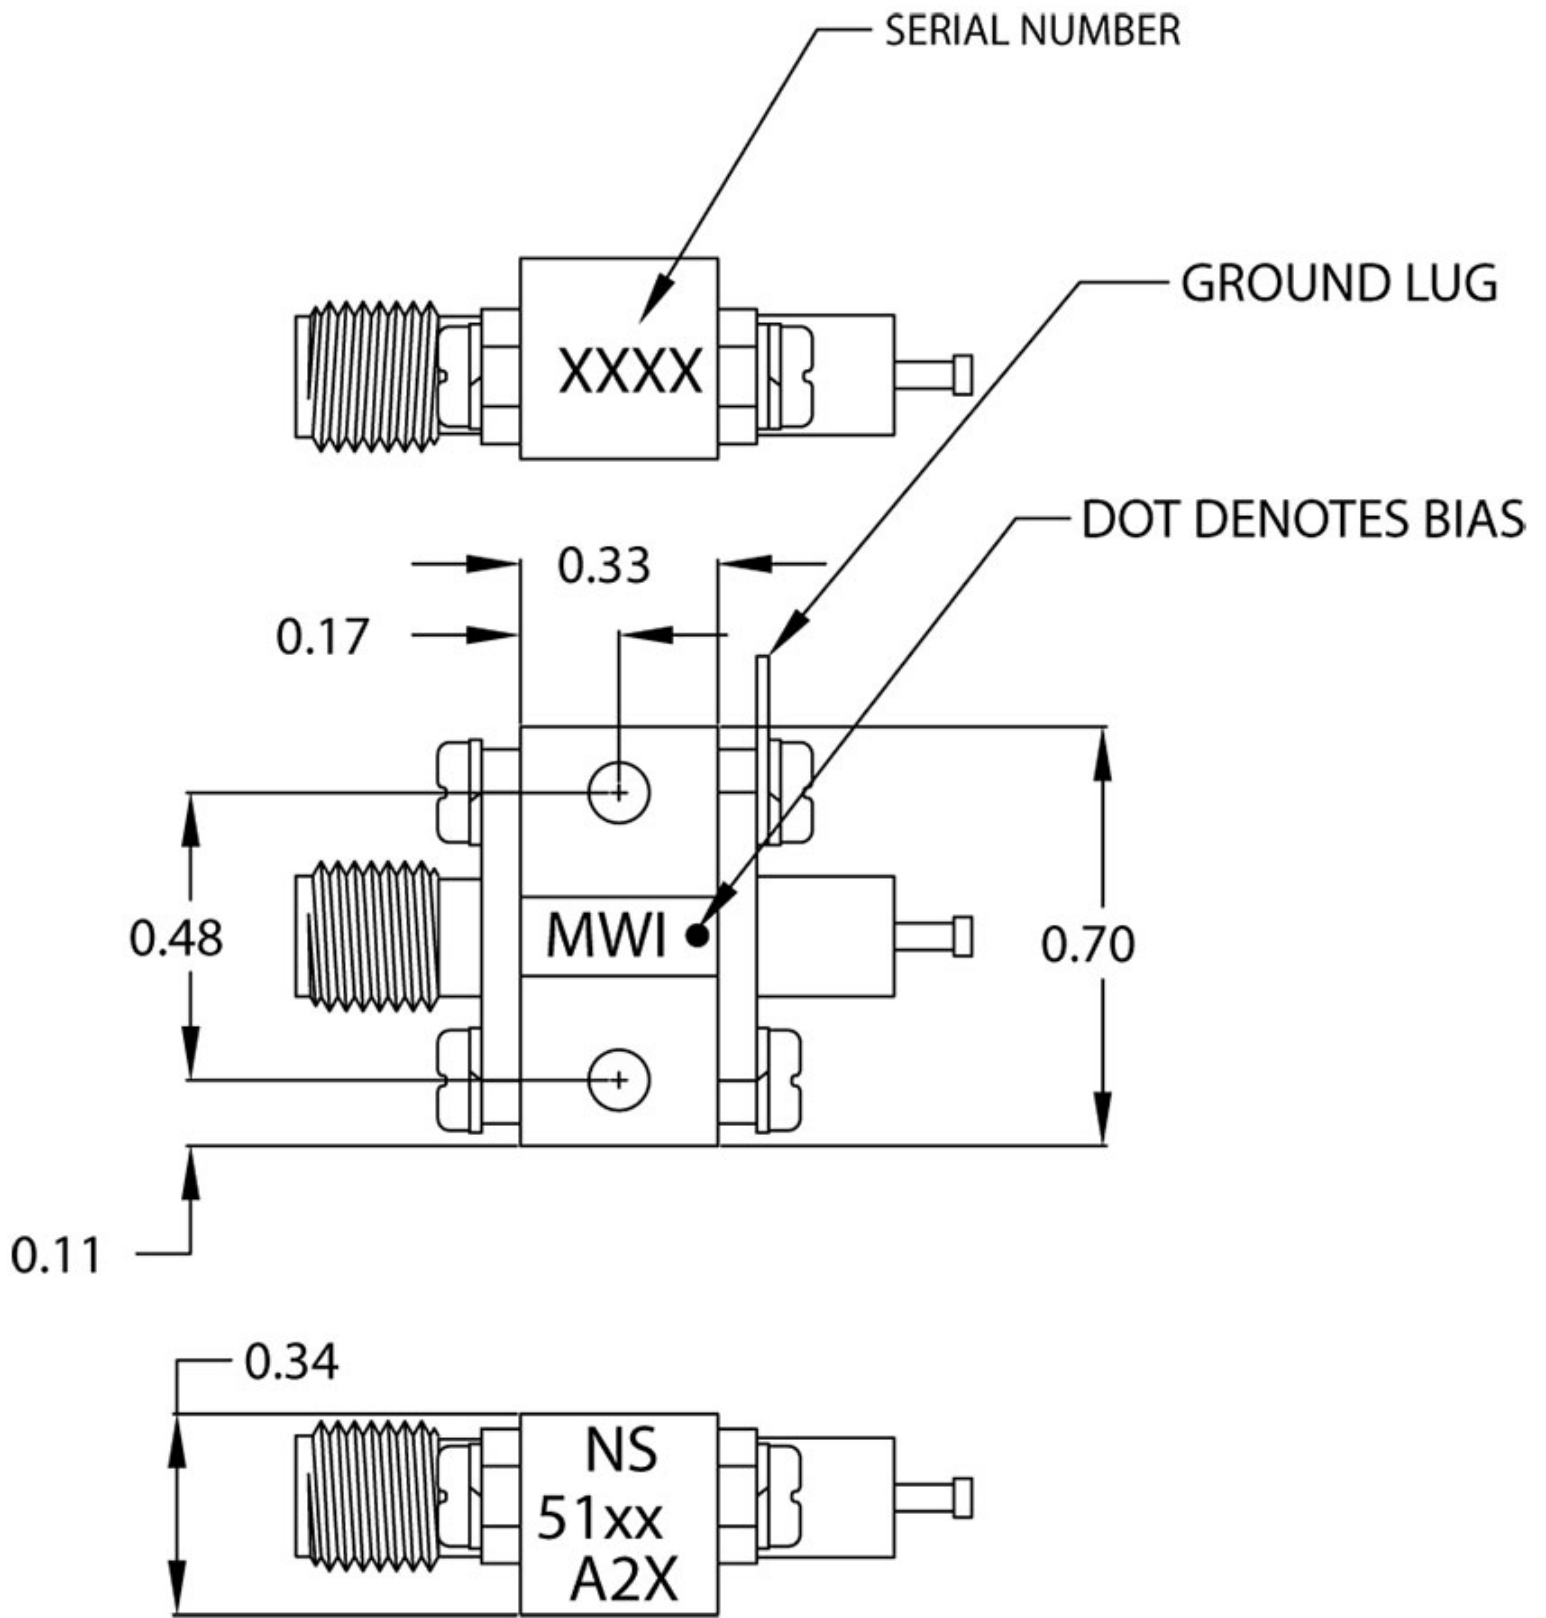 SERIAL NUMBER
GROUND LUG
XXXX
DOT DENOTES BIAS
0.33
0.17
MWI
0.48
0.70
0.11
0.34
NS
51xx
A2X